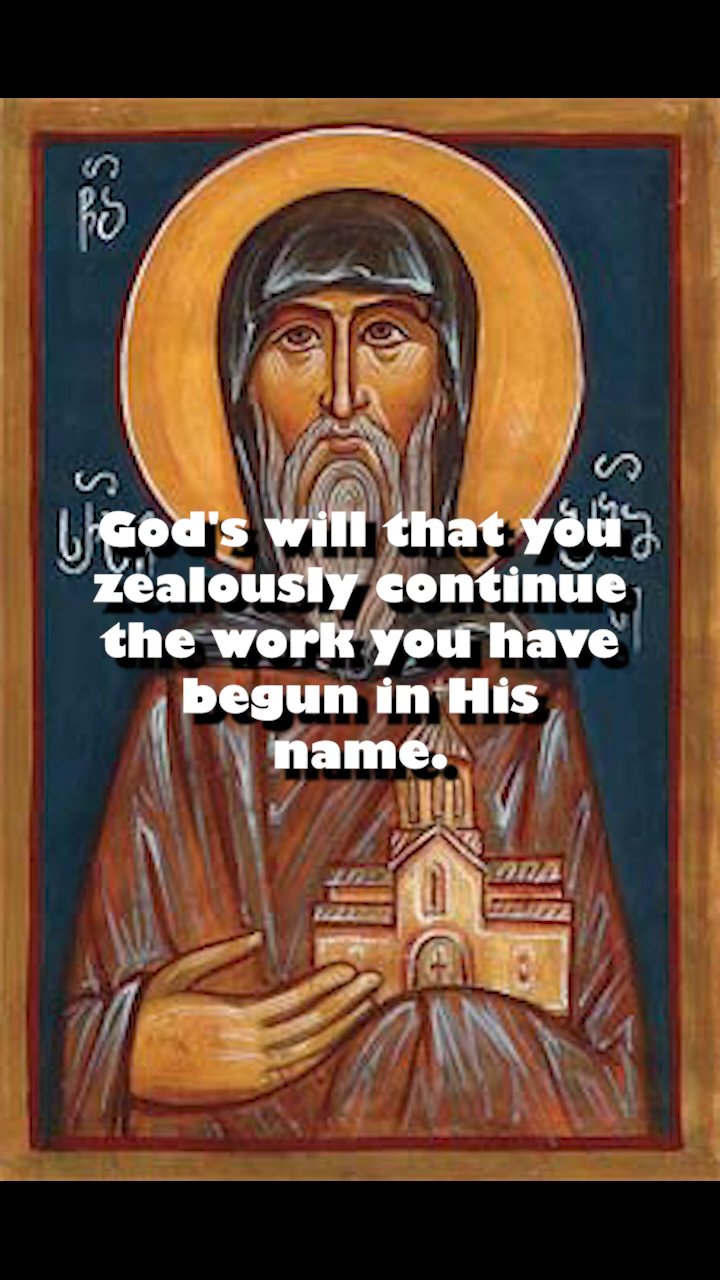 God's will that you
zealously continue
the work you have
begun in His
name.